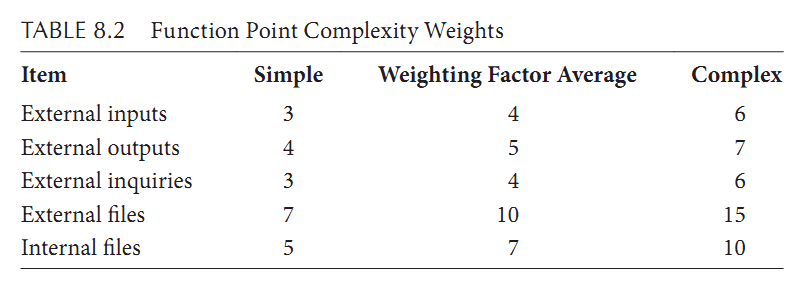 TABLE 8.2 Function Point Complexity Weights
Item Simple Weighting Factor Average Complex
External inputs 3 4 6
External outputs 4 5 7
External inquiries 3 4 6
External files 7 10 15
Internal files 5 7 10